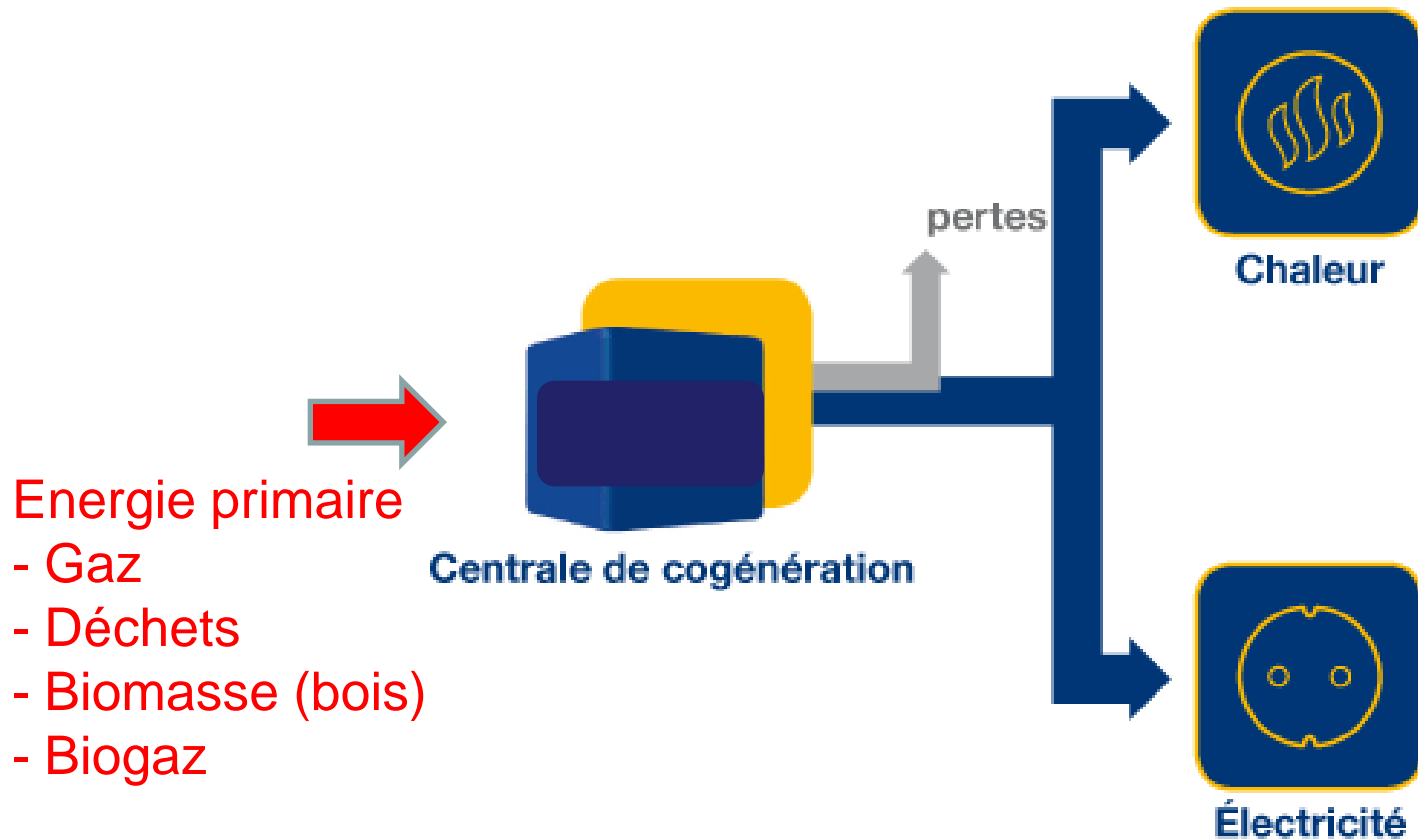 pertes
Chaleur
Energie primaire
- Gaz
- Déchets
- Biomasse (bois)
- Biogaz
Centrale de cogénération
Électricité